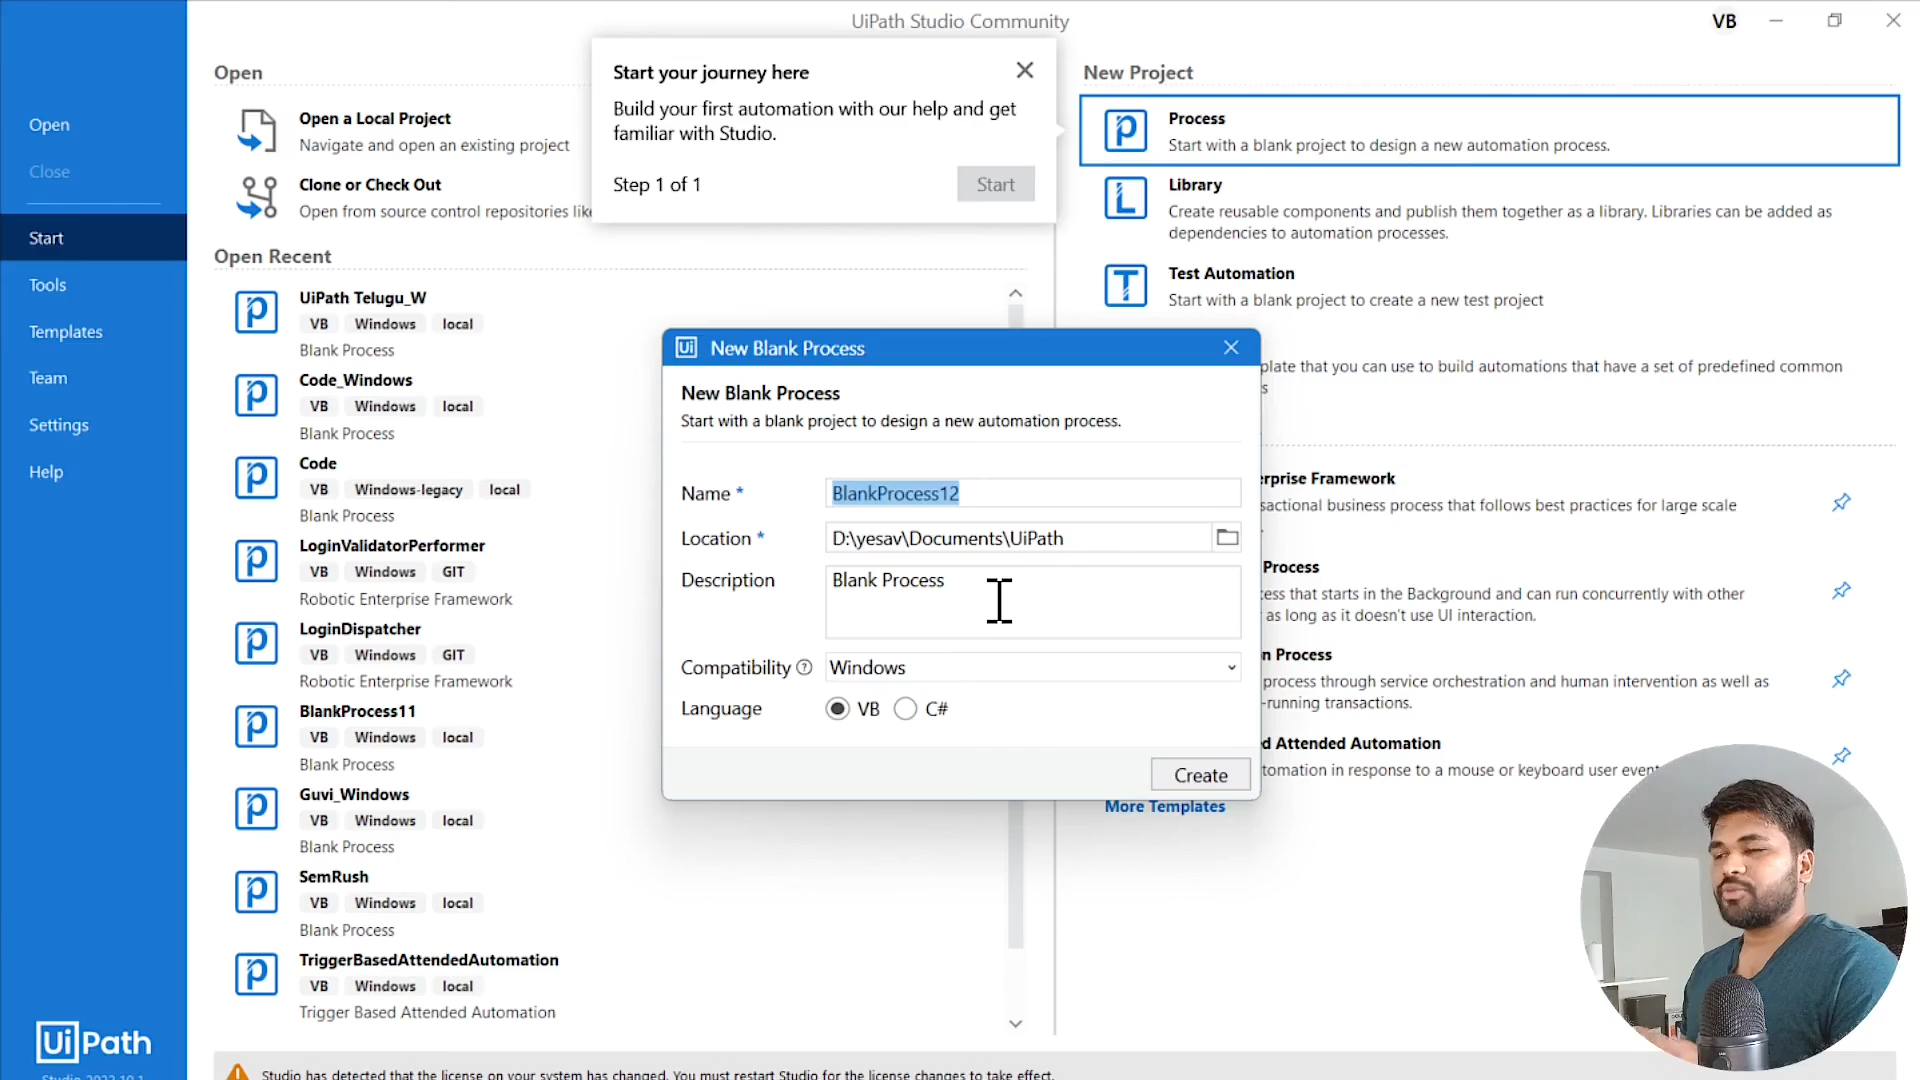 UiPath Studio Community
VB
Open
Close
Start
Tools
Templates
Team
Settings
Help
UiPath
Open
Open a Local Project
Navigate and open an existing project
Clone or Check Out
Open from source control repositories
Start your journey here
Build your first automation with our help and get
familiar with Studio.
Step 1 of 1
Start
Open Recent
UiPath Telugu_W
VB Windows local
Blank Process
Code_Windows
VB Windows local
Blank Process
Code
VB Windows-legacy local
Blank Process
LoginValidatorPerformer
VB Windows GIT
Robotic Enterprise Framework
LoginDispatcher
VB Windows GIT
Robotic Enterprise Framework
BlankProcess11
VB Windows local
Blank Process
Guvi_Windows
VB Windows local
Blank Process
SemRush
VB Windows local
Blank Process
TriggerBasedAttendedAutomation
VB Windows local
Trigger Based Attended Automation
New Project
Process
Start with a blank project to design a new automation process.
Library
Create reusable components and publish them together as a library. Libraries can be added as
dependencies to automation processes.
Test Automation
Start with a blank project to create a new test project
plate that you can use to build automations that have a set of predefined common
s
New Blank Process
New Blank Process
Start with a blank project to design a new automation process.
Name * BlankProcess12
Location * D:\yesav\Documents\UiPath
Description Blank Process
Compatibility Windows
Language VB C#
Create
erprise Framework
sactional business process that follows best practices for large scale
Process
cess that starts in the Background and can run concurrently with other
as long as it doesn't use UI interaction.
n Process
process through service orchestration and human intervention as well as
-running transactions.
d Attended Automation
tomation in response to a mouse or keyboard user event
More Templates
Studio has detected that the license on your system has changed. You must restart Studio for the license changes to take effect.